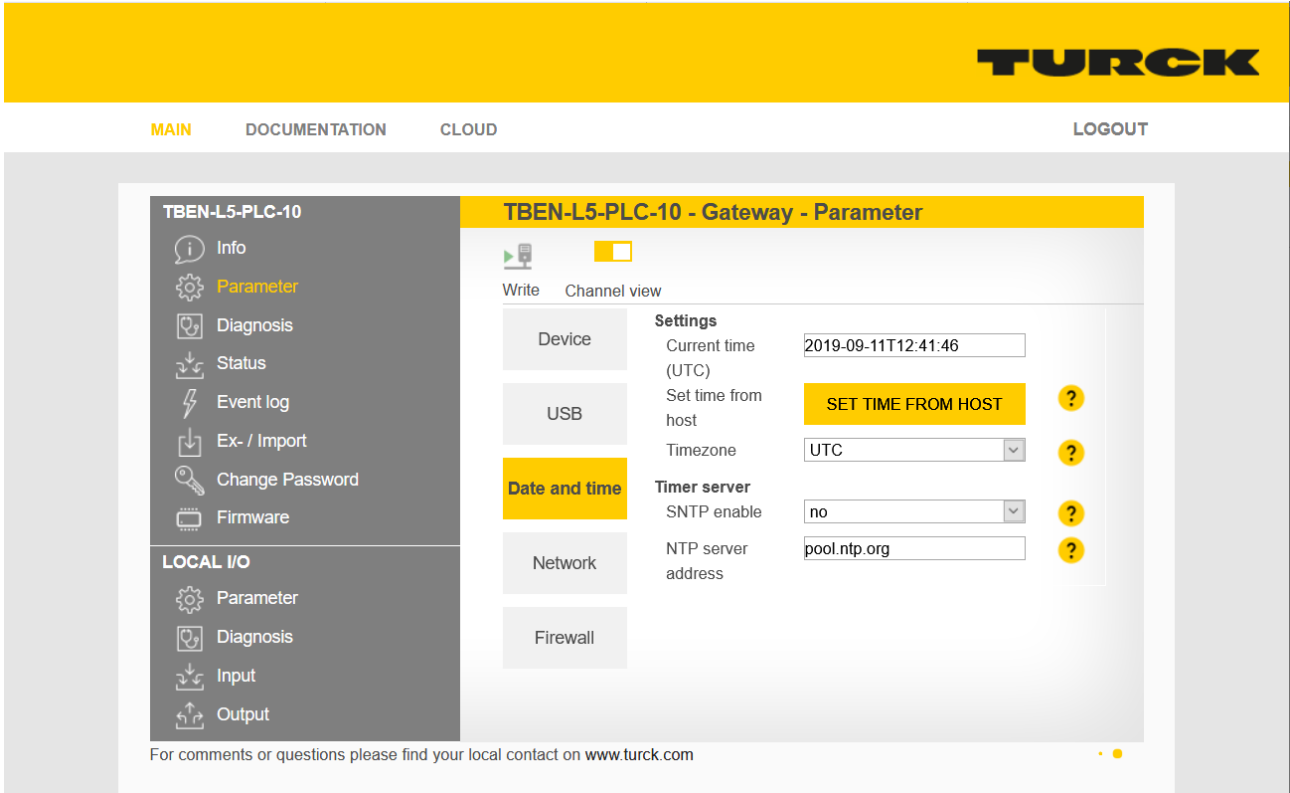 TURCK
MAIN DOCUMENTATION CLOUD LOGOUT
TBEN-L5-PLC-10
Info
Parameter
Diagnosis
Status
Event log
Ex- / Import
Change Password
Firmware
LOCAL I/O
Parameter
Diagnosis
Input
Output
TBEN-L5-PLC-10 - Gateway - Parameter
Write Channel view
Device
USB
Date and time
Network
Firewall
Settings
Current time
(UTC)
2019-09-11T12:41:46
Set time from
host
SET TIME FROM HOST
?
Timezone
UTC
?
Timer server
SNTP enable
no
?
NTP server
address
pool.ntp.org
?
For comments or questions please find your local contact on www.turck.com